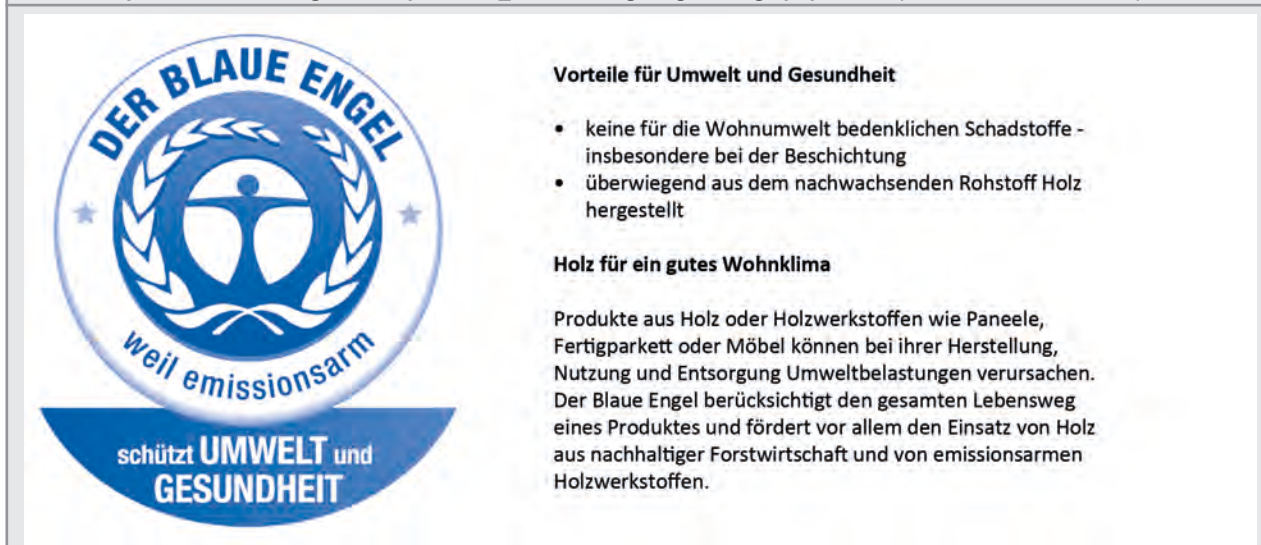 DER BLAUE ENGEL
weil emissionsarm
schützt UMWELT und
GESUNDHEIT
Vorteile für Umwelt und Gesundheit
• keine für die Wohnumwelt bedenklichen Schadstoffe -
insbesondere bei der Beschichtung
• überwiegend aus dem nachwachsenden Rohstoff Holz
hergestellt
Holz für ein gutes Wohnklima
Produkte aus Holz oder Holzwerkstoffen wie Paneele,
Fertigparkett oder Möbel können bei ihrer Herstellung,
Nutzung und Entsorgung Umweltbelastungen verursachen.
Der Blaue Engel berücksichtigt den gesamten Lebensweg
eines Produktes und fördert vor allem den Einsatz von Holz
aus nachhaltiger Forstwirtschaft und von emissionsarmen
Holzwerkstoffen.